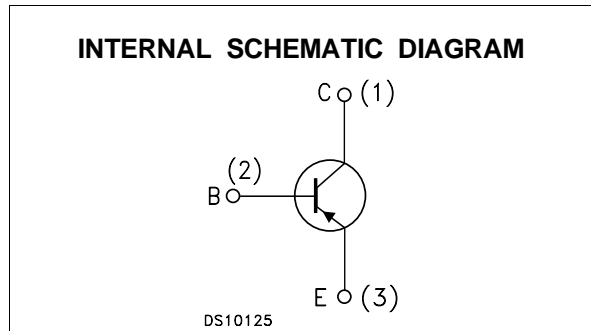 INTERNAL SCHEMATIC DIAGRAM
C (1)
(2)
B
E (3)
DS10125